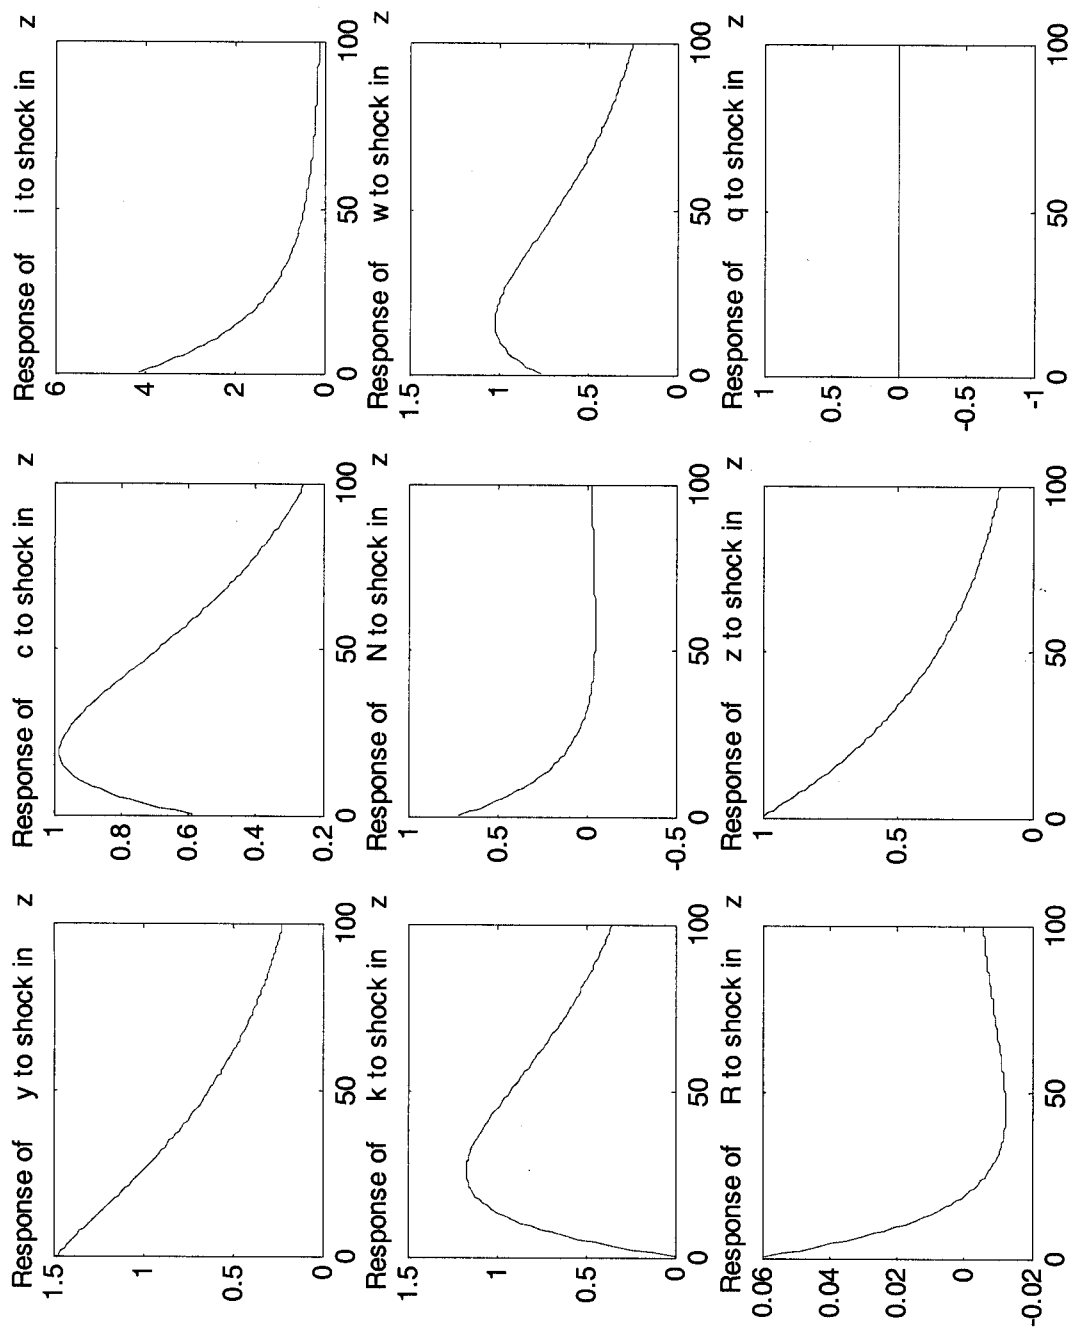 Response of y to shock in z
1.5
1
0.5
0
0 50 100
Response of c to shock in z
1
0.8
0.6
0.4
0.2
0 50 100
Response of i to shock in z
6
4
2
0
0 50 100
Response of k to shock in z
1.5
1
0.5
0
0 50 100
Response of N to shock in z
1
0.5
0
-0.5
0 50 100
Response of w to shock in z
1.5
1
0.5
0
0 50 100
Response of R to shock in z
0.06
0.04
0.02
0
-0.02
0 50 100
Response of z to shock in z
1
0.5
0
0 50 100
Response of q to shock in z
1
0.5
0
-0.5
-1
0 50 100